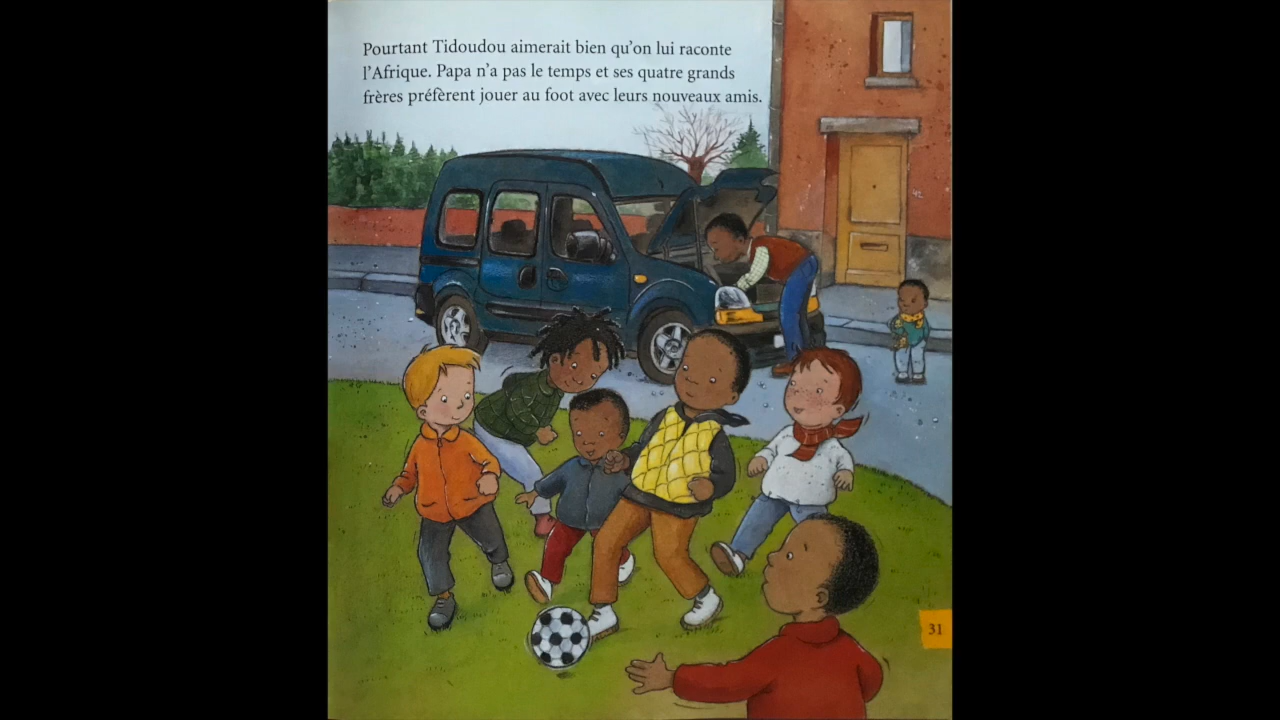 Pourtant Tidoudou aimerait bien qu'on lui raconte
l'Afrique. Papa n'a pas le temps et ses quatre grands
frères préfèrent jouer au foot avec leurs nouveaux amis.
31